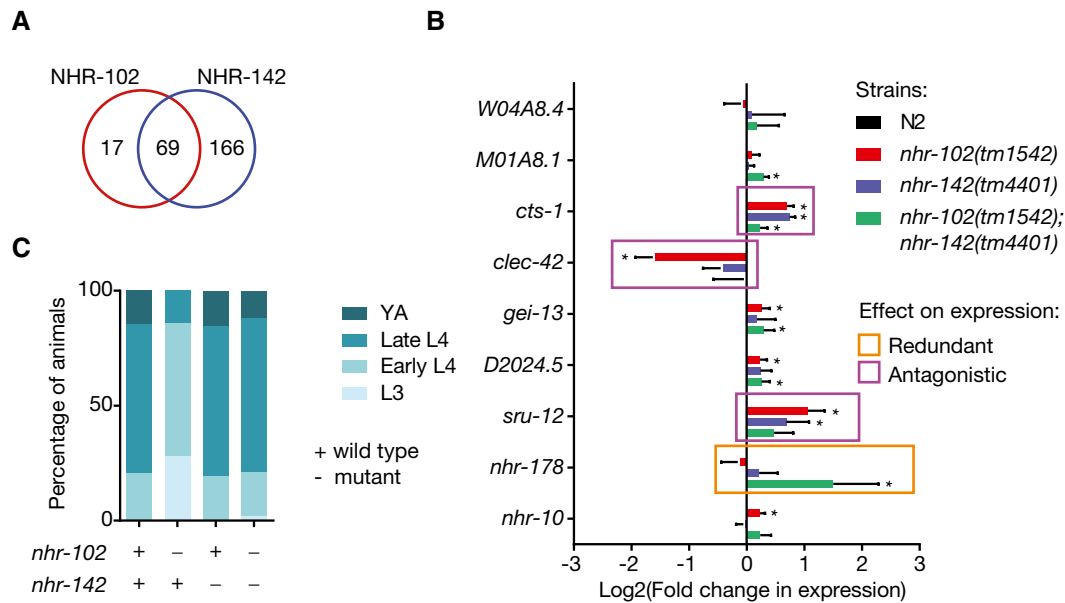 A
NHR-102
NHR-142
17
69
166
B
W04A8.4
M01A8.1
cts-1
clec-42
gei-13
D2024.5
sru-12
nhr-178
nhr-10
*
*
*
*
*
*
*
*
*
*
*
*
*
-3
-2
-1
0
1
2
3
Log2(Fold change in expression)
Strains:
N2
nhr-102(tm1542)
nhr-142(tm4401)
nhr-102(tm1542);
nhr-142(tm4401)
Effect on expression:
Redundant
Antagonistic
C
Percentage of animals
100
50
0
YA
Late L4
Early L4
L3
+ wild type
- mutant
nhr-102 + – + –
nhr-142 + + – –